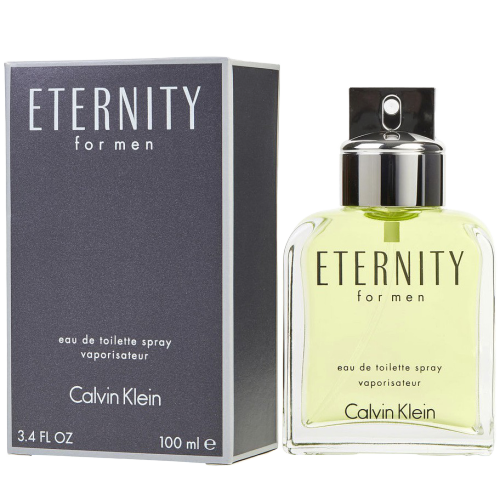 ETERNITY
for men
eau de toilette spray
vaporisateur
Calvin Klein
3.4 FL OZ 100 ml ℮
ETERNITY
for men
eau de toilette spray
vaporisateur
Calvin Klein